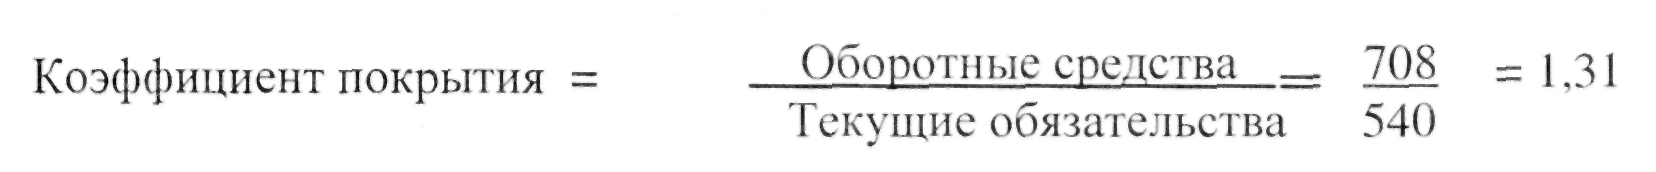 Оборотные средства 708
Коэффициент покрытия = = = 1,31
Текущие обязательства 540